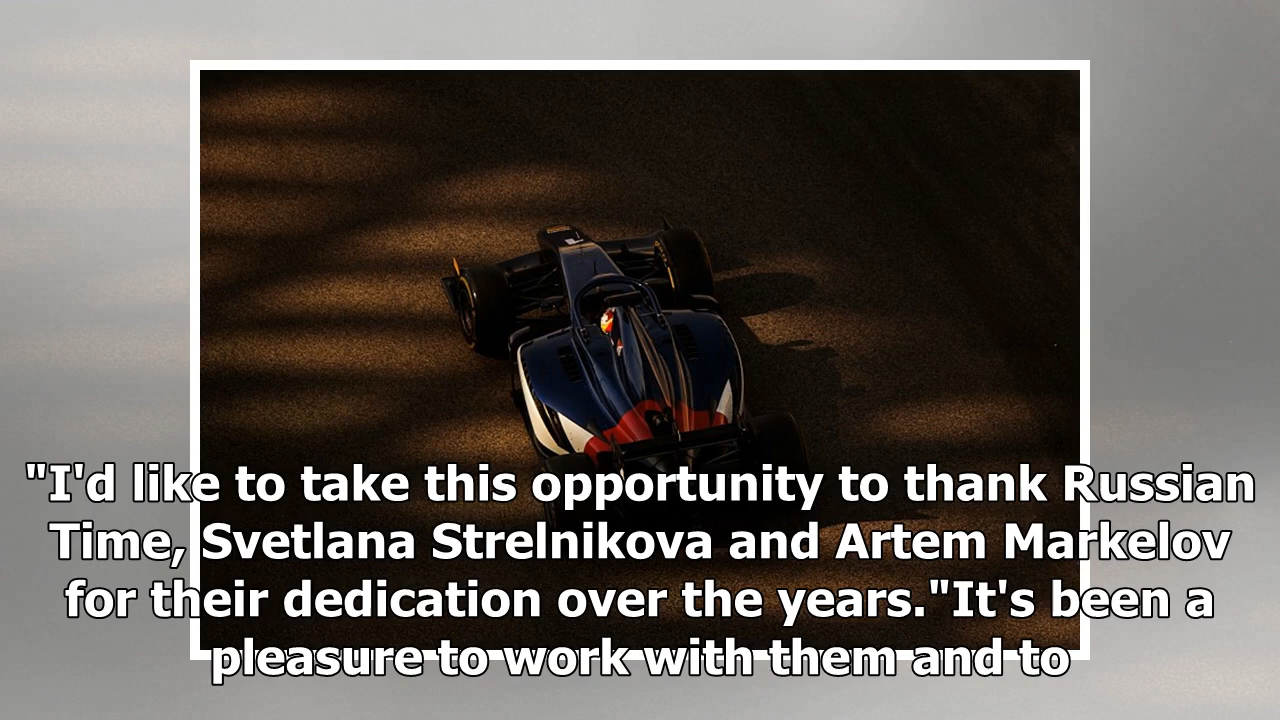 "I'd like to take this opportunity to thank Russian
Time, Svetlana Strelnikova and Artem Markelov
for their dedication over the years."It's been a
pleasure to work with them and to